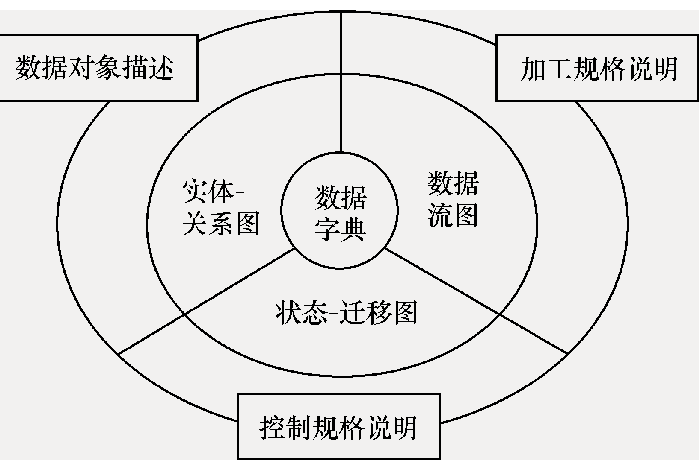 数据对象描述
加工规格说明
实体-
关系图
数据
字典
数据
流图
状态-迁移图
控制规格说明